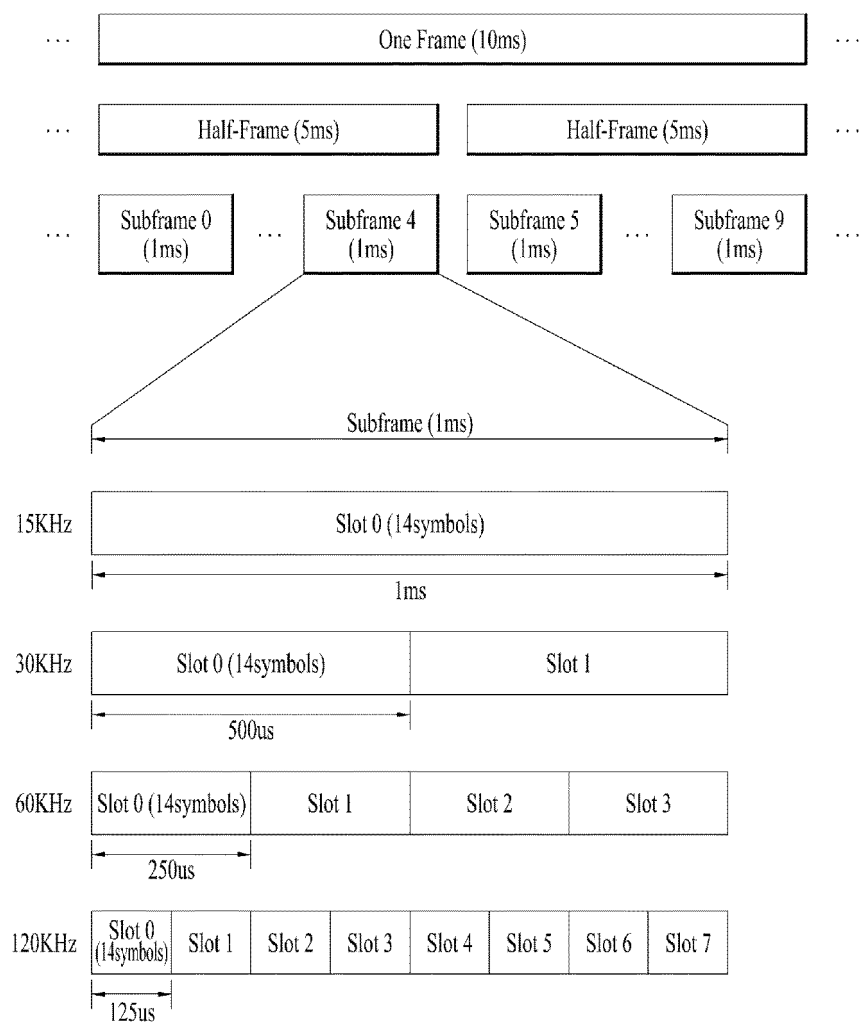 ... One Frame (10ms) ...
... Half-Frame (5ms) Half-Frame (5ms) ...
... Subframe 0 (1ms) ... Subframe 4 (1ms) Subframe 5 (1ms) ... Subframe 9 (1ms) ...
Subframe (1ms)
15KHz Slot 0 (14symbols)
1ms
30KHz Slot 0 (14symbols) Slot 1
500us
60KHz Slot 0 (14symbols) Slot 1 Slot 2 Slot 3
250us
120KHz Slot 0 (14symbols) Slot 1 Slot 2 Slot 3 Slot 4 Slot 5 Slot 6 Slot 7
125us